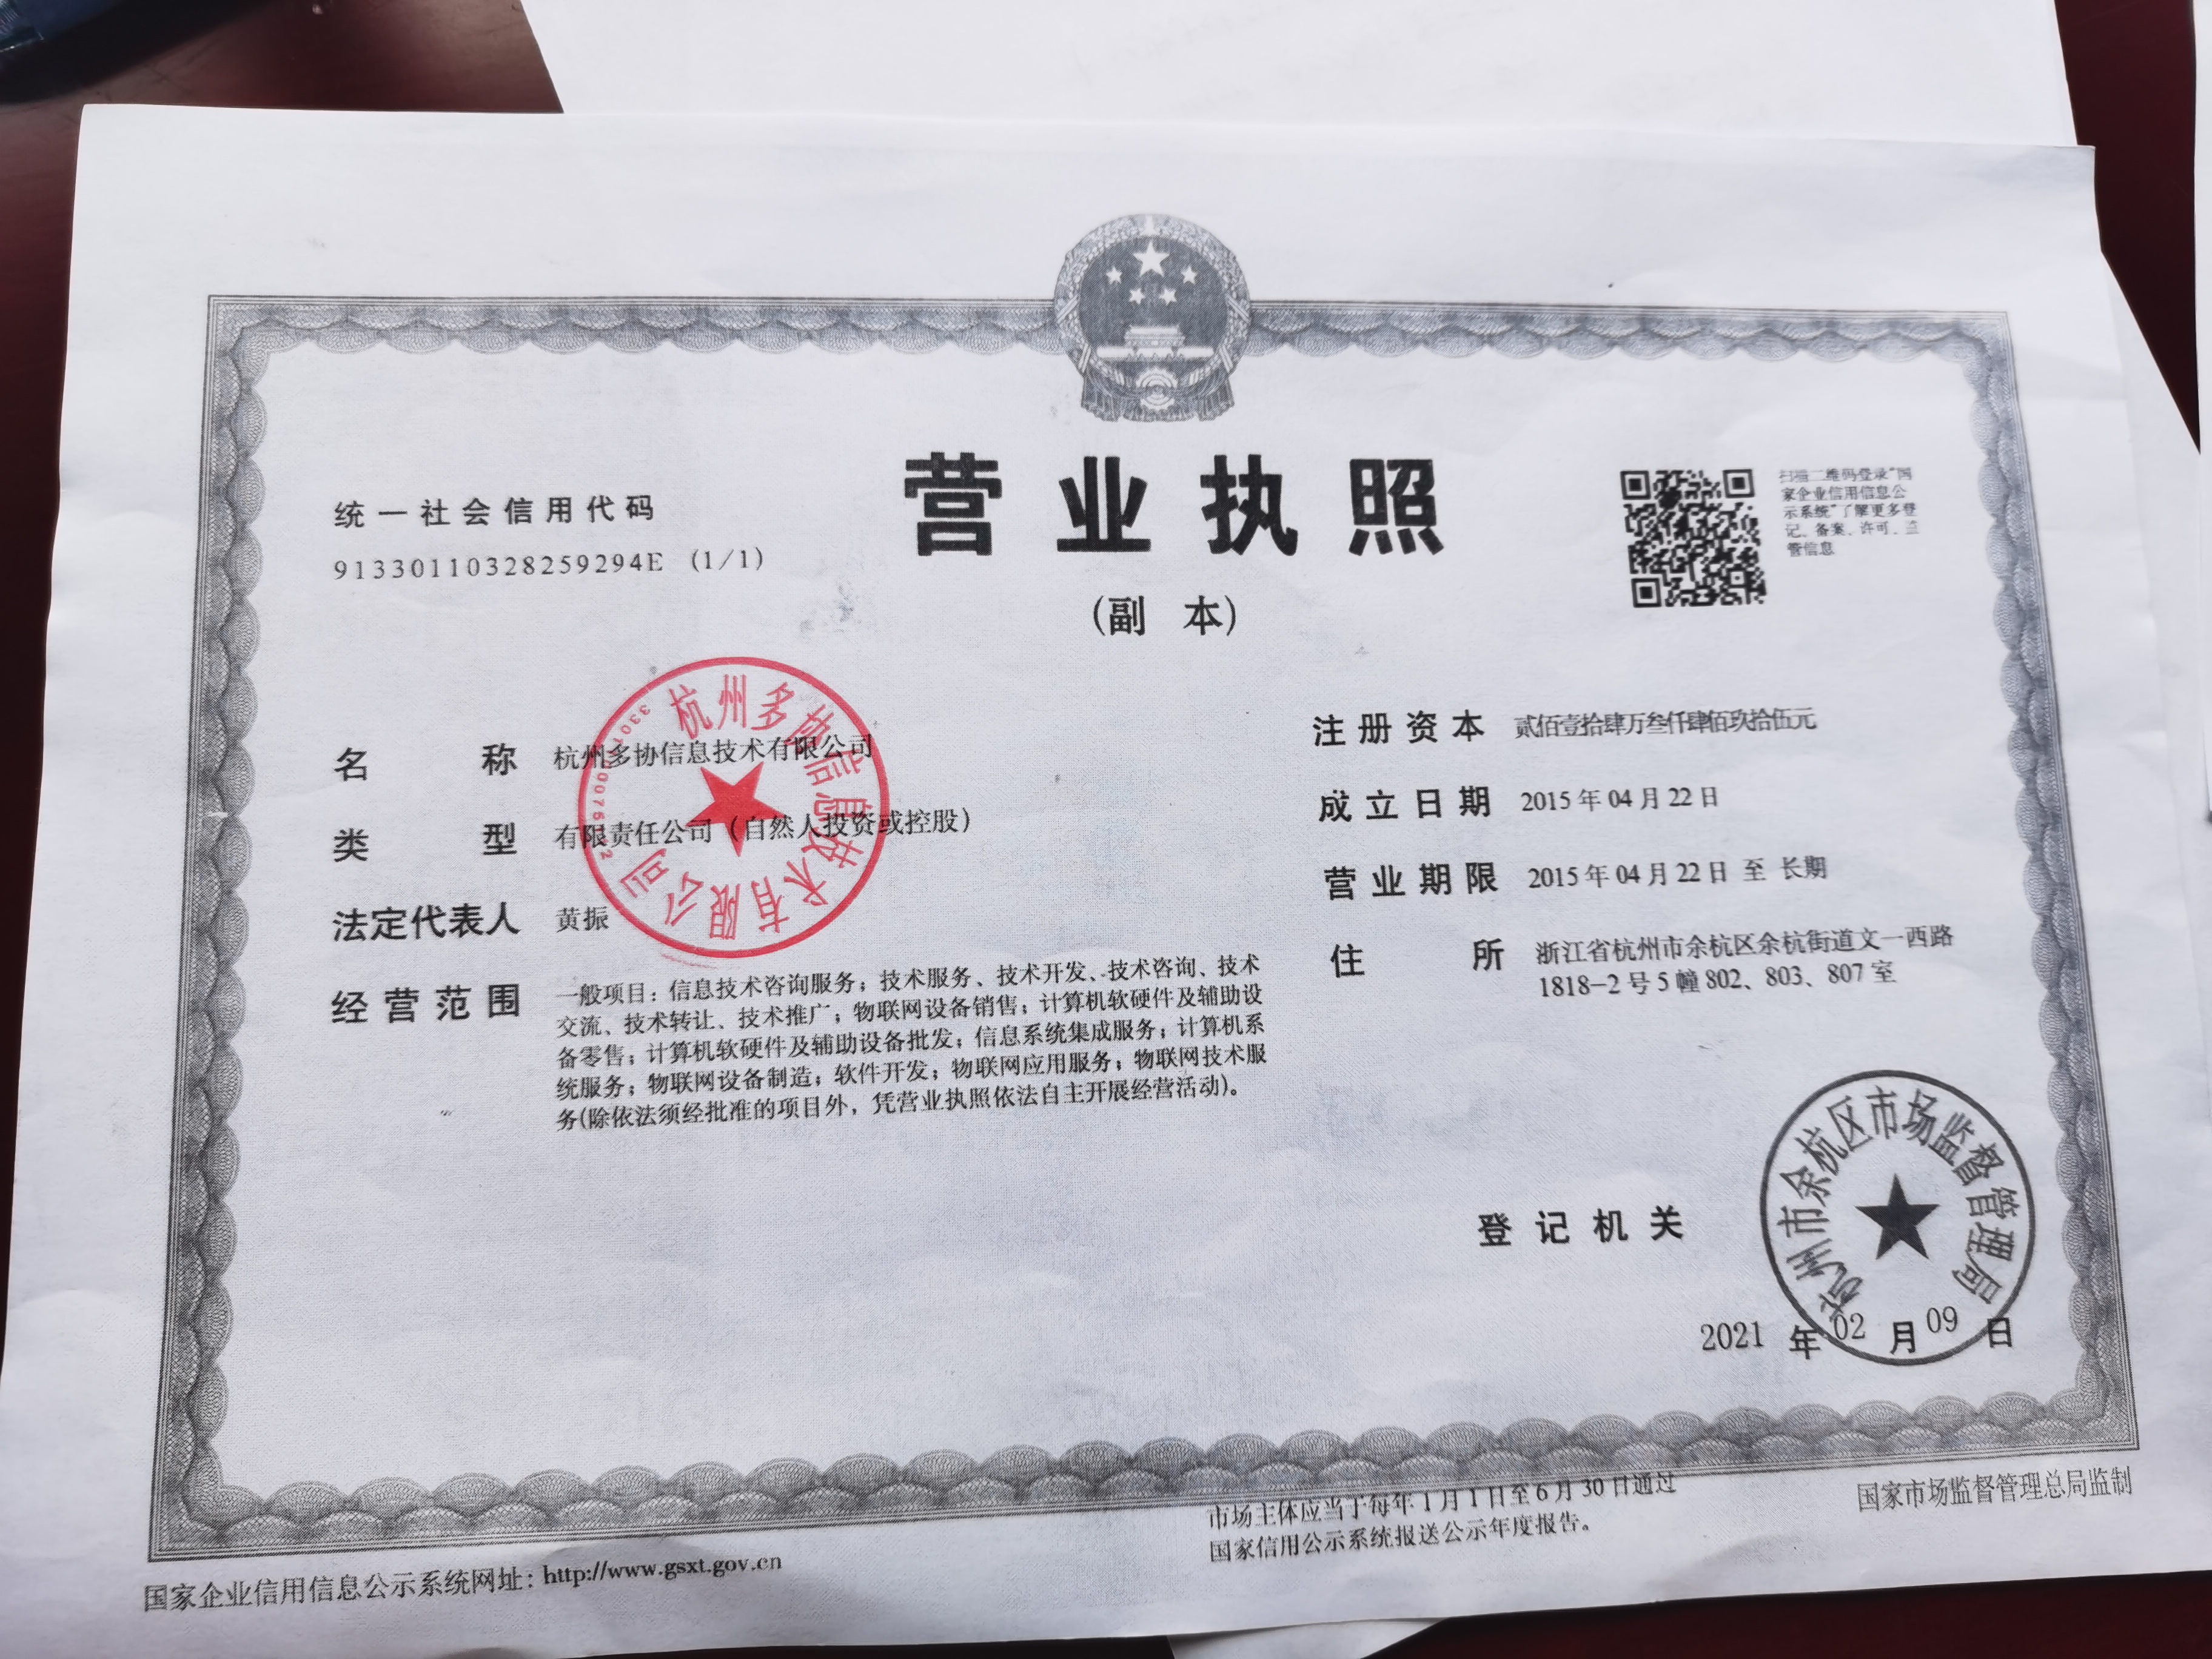 营业执照
(副 本)
统一社会信用代码
91330110328259294E (1/1)
扫描二维码登录“国
家企业信用信息公
示系统”了解更多登
记、备案、许可、监
管信息
名 称 杭州多协信息技术有限公司
类 型 有限责任公司（自然人投资或控股）
法定代表人 黄振
经营范围 一般项目：信息技术咨询服务；技术服务、技术开发、技术咨询、技术
交流、技术转让、技术推广；物联网设备销售；计算机软硬件及辅助设
备零售；计算机软硬件及辅助设备批发；信息系统集成服务；计算机系
统服务；物联网设备制造；软件开发；物联网应用服务；物联网技术服
务(除依法须经批准的项目外，凭营业执照依法自主开展经营活动)。
杭州多协信息技术有限公司
注册资本 贰佰壹拾肆万叁仟肆佰玖拾伍元
成立日期 2015年04月22日
营业期限 2015年04月22日 至 长期
住 所 浙江省杭州市余杭区余杭街道文一西路
1818-2号5幢802、803、807室
登记机关
杭州市余杭区市场监督管理局
2021 年 02 月 09 日
国家企业信用信息公示系统网址：http://www.gsxt.gov.cn
市场主体应当于每年1月1日至6月30日通过
国家信用公示系统报送公示年度报告。
国家市场监督管理总局监制